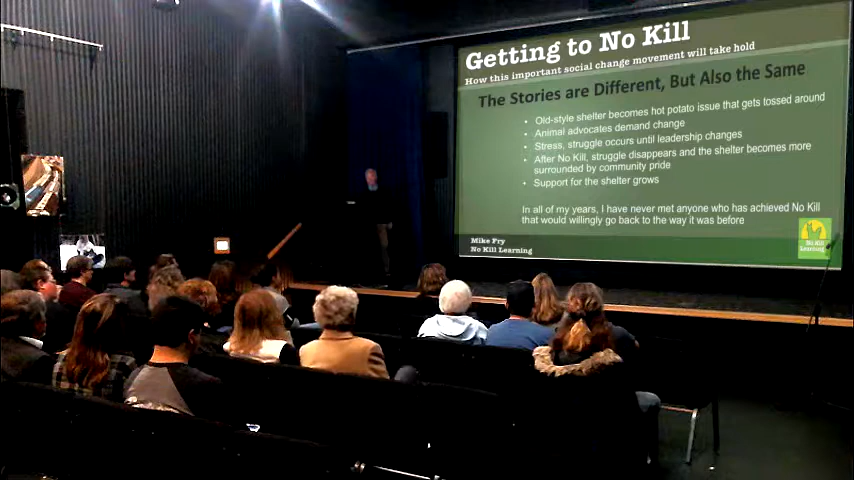 Getting to No Kill
How this important social change movement will take hold
The Stories are Different, But Also the Same
• Old-style shelter becomes hot potato issue that gets tossed around
• Animal advocates demand change
• Stress, struggle occurs until leadership changes
• After No Kill, struggle disappears and the shelter becomes more
surrounded by community pride
• Support for the shelter grows
In all of my years, I have never met anyone who has achieved No Kill
that would willingly go back to the way it was before
Mike Fry
No Kill Learning
No Kill
Learning